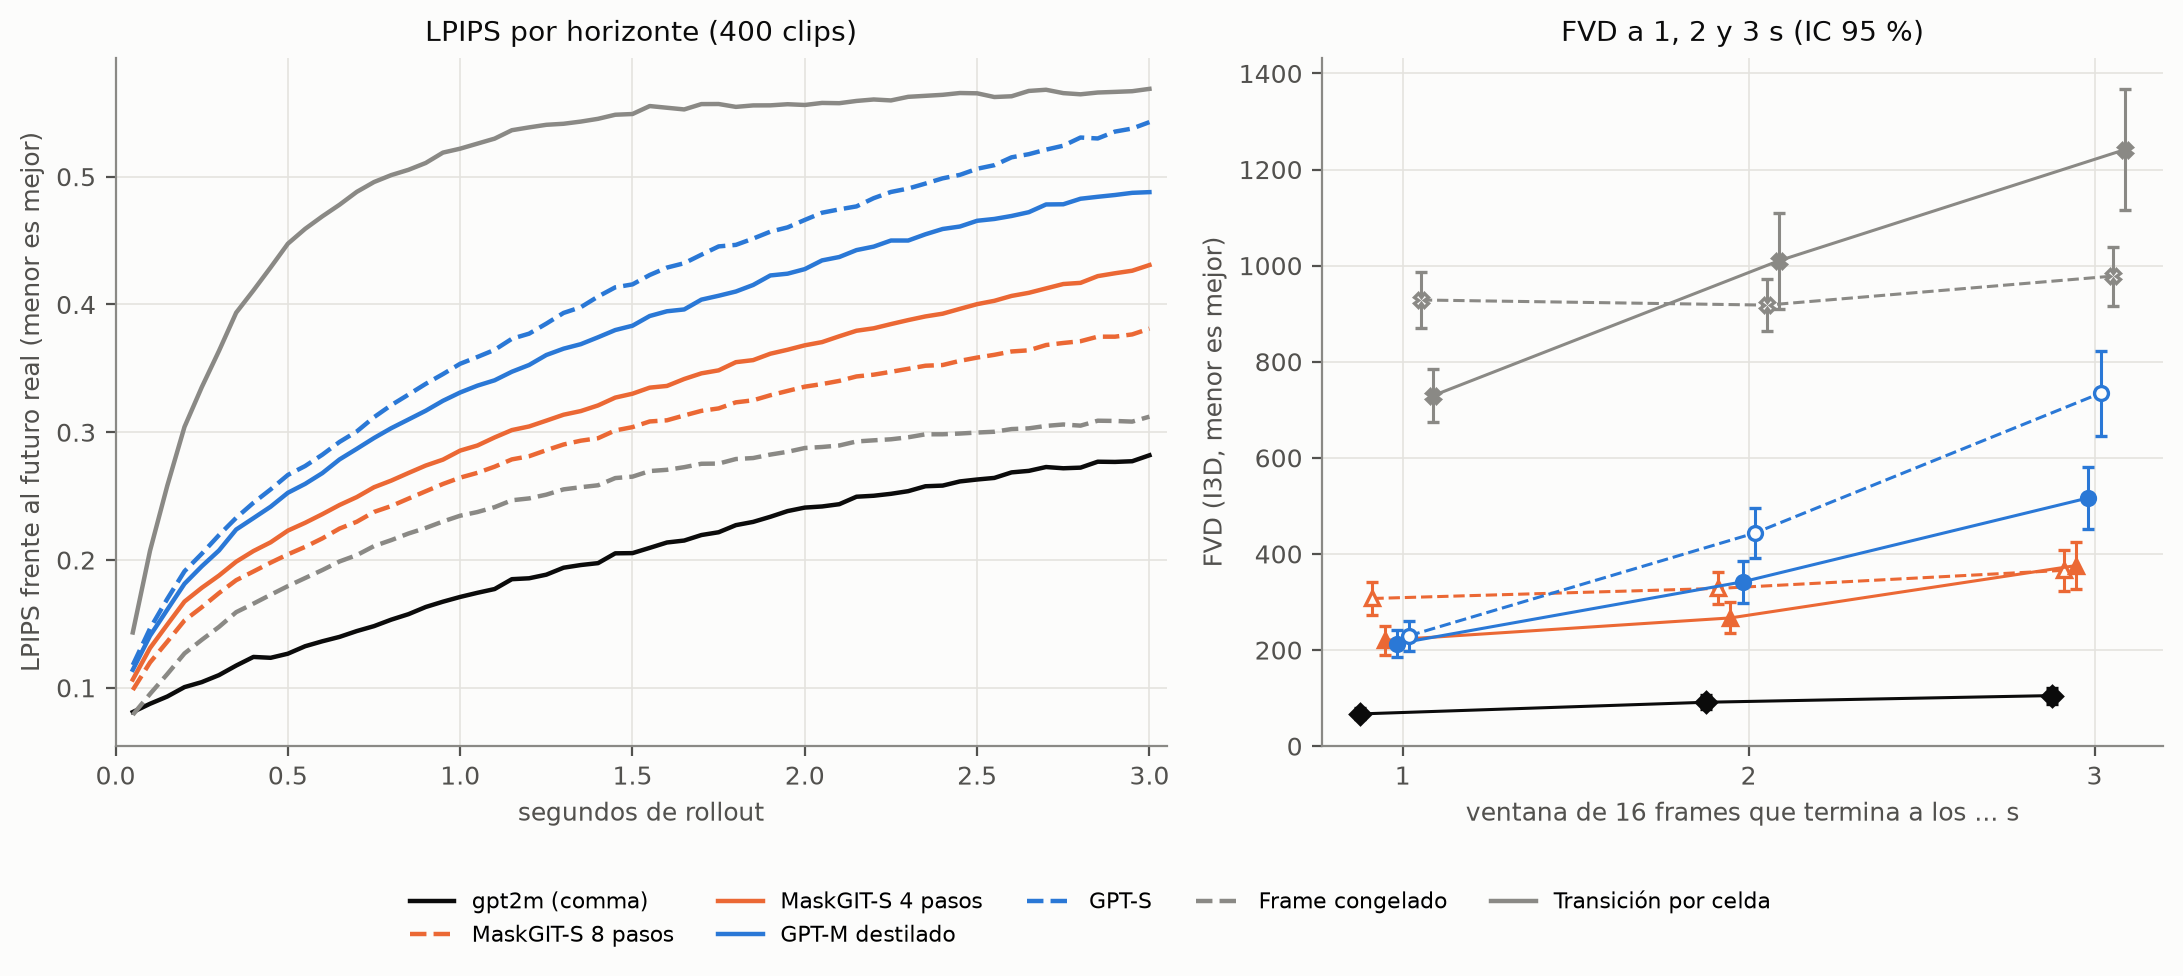 LPIPS por horizonte (400 clips)
LPIPS frente al futuro real (menor es mejor)
0.5
0.4
0.3
0.2
0.1
0.0
0.5
1.0
1.5
2.0
2.5
3.0
segundos de rollout
FVD a 1, 2 y 3 s (IC 95 %)
FVD (I3D, menor es mejor)
1400
1200
1000
800
600
400
200
0
1
2
3
ventana de 16 frames que termina a los ... s
gpt2m (comma)
MaskGIT-S 4 pasos
GPT-S
Frame congelado
Transición por celda
MaskGIT-S 8 pasos
GPT-M destilado